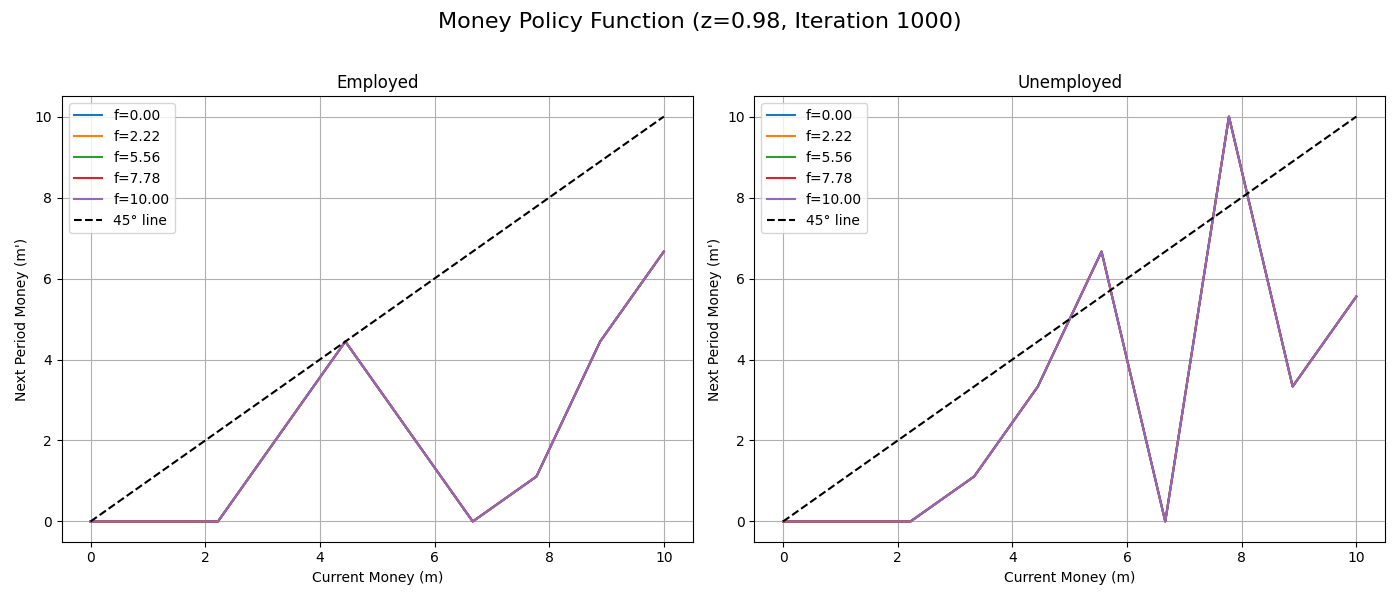 Money Policy Function (z=0.98, Iteration 1000)
Employed
f=0.00
f=2.22
f=5.56
f=7.78
f=10.00
45° line
10
8
6
4
2
0
Next Period Money (m')
0 2 4 6 8 10
Current Money (m)
Unemployed
f=0.00
f=2.22
f=5.56
f=7.78
f=10.00
45° line
10
8
6
4
2
0
Next Period Money (m')
0 2 4 6 8 10
Current Money (m)